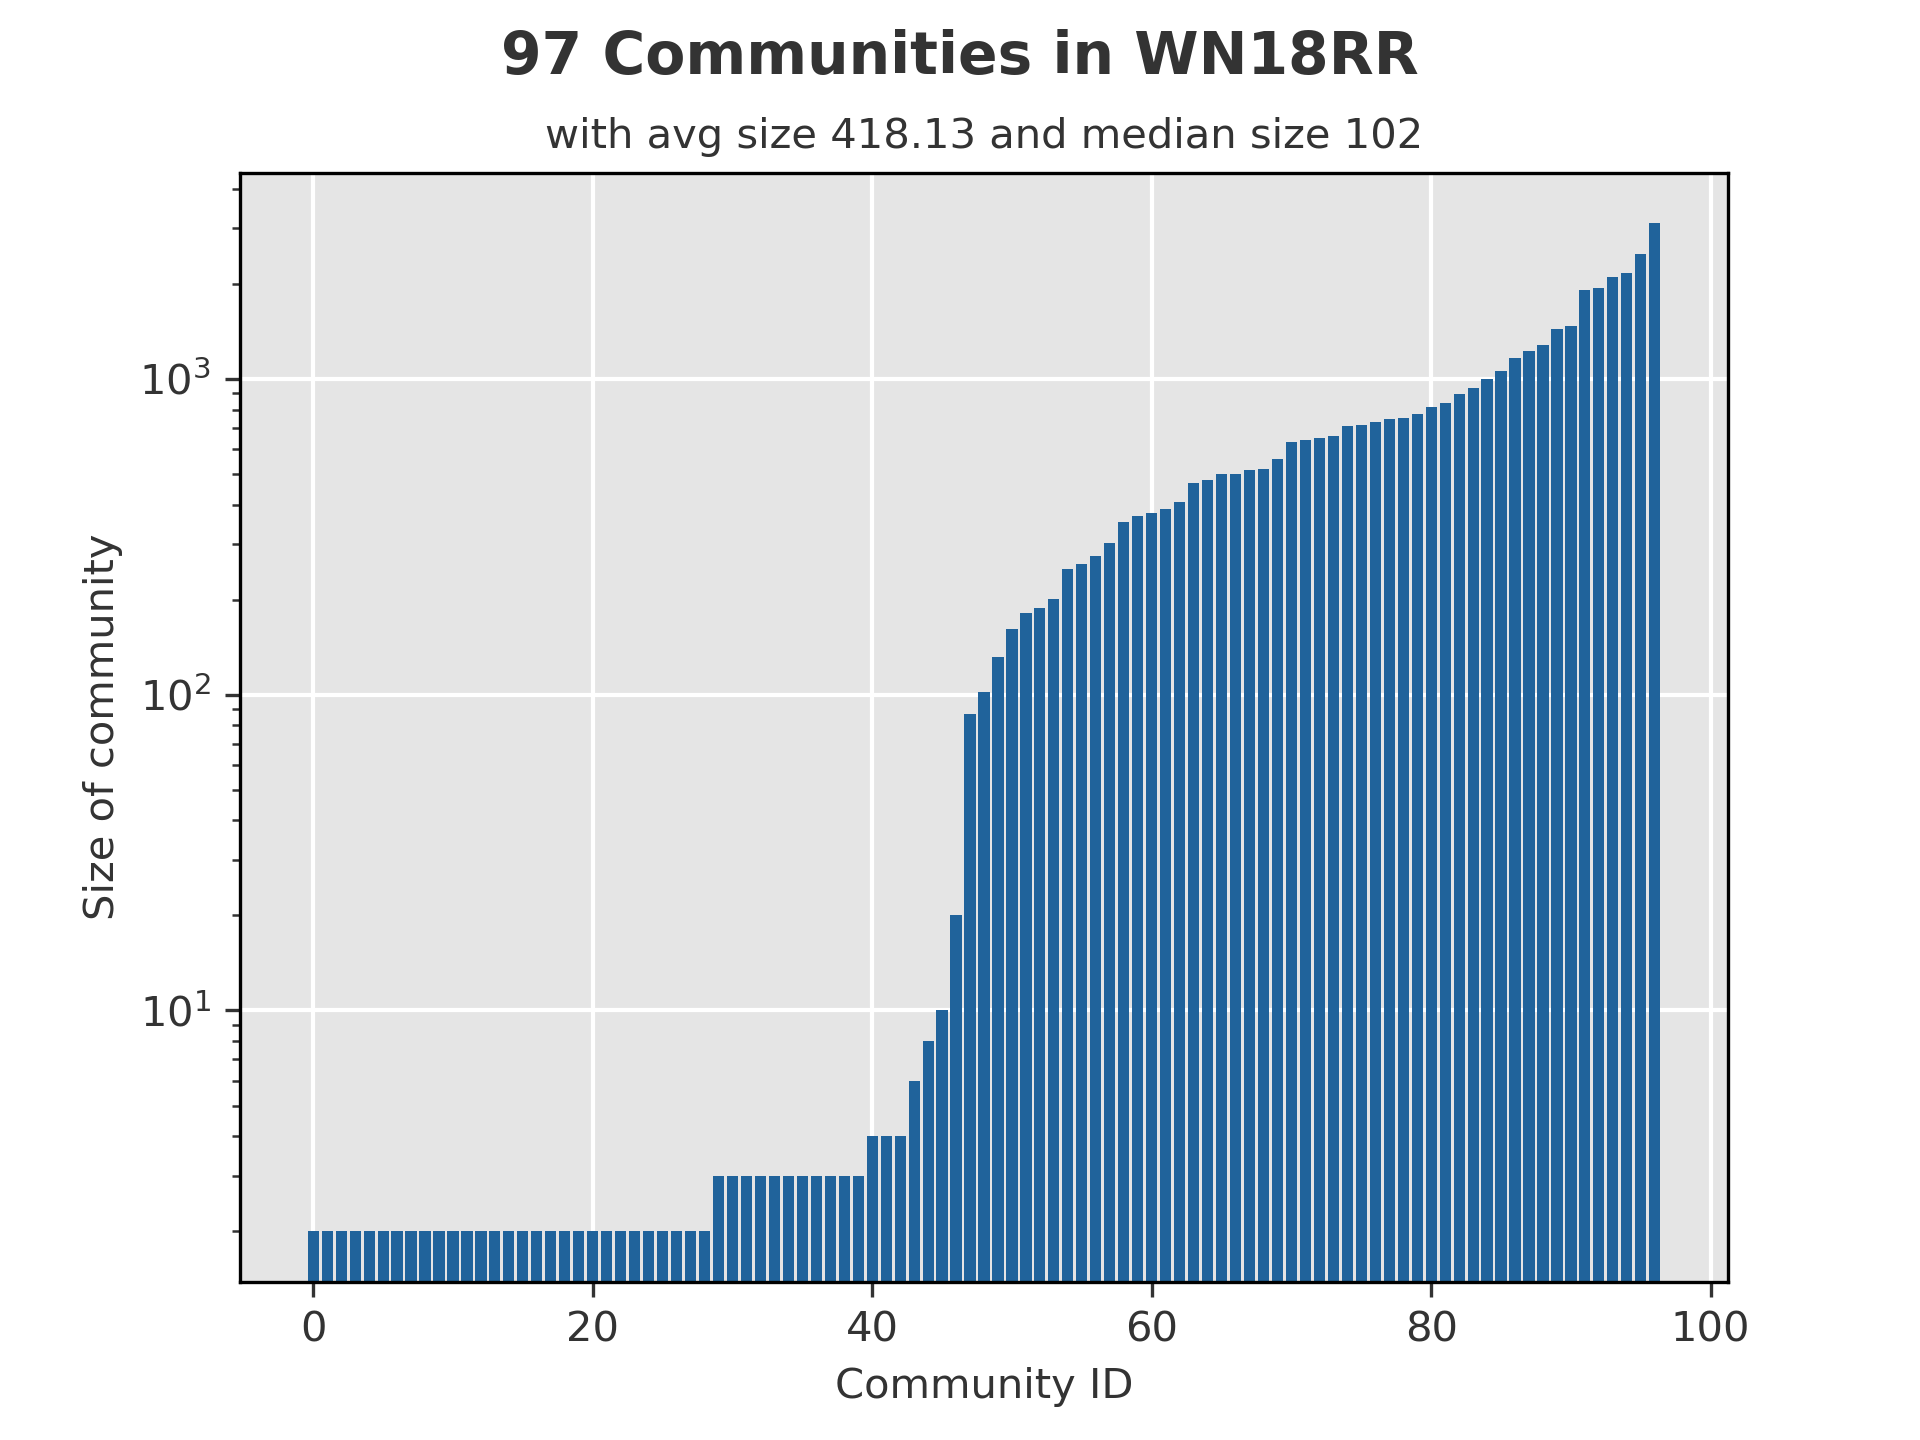 97 Communities in WN18RR
with avg size 418.13 and median size 102
Size of community
10³
10²
10¹
0 20 40 60 80 100
Community ID